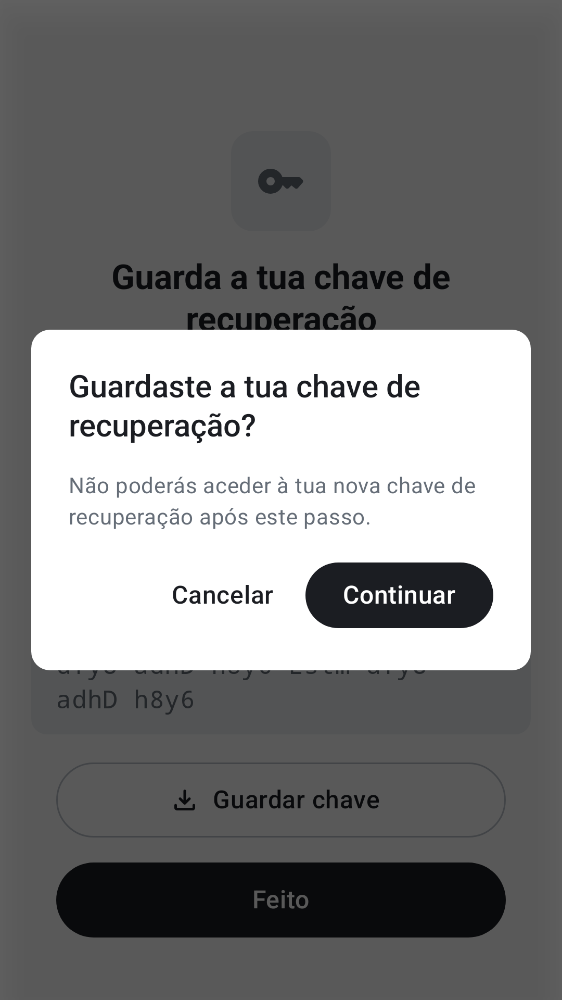 Guarda a tua chave de
recuperação
Guardaste a tua chave de
recuperação?
Não poderás aceder à tua nova chave de
recuperação após este passo.
Cancelar
Continuar
adhD h8y6
Guardar chave
Feito